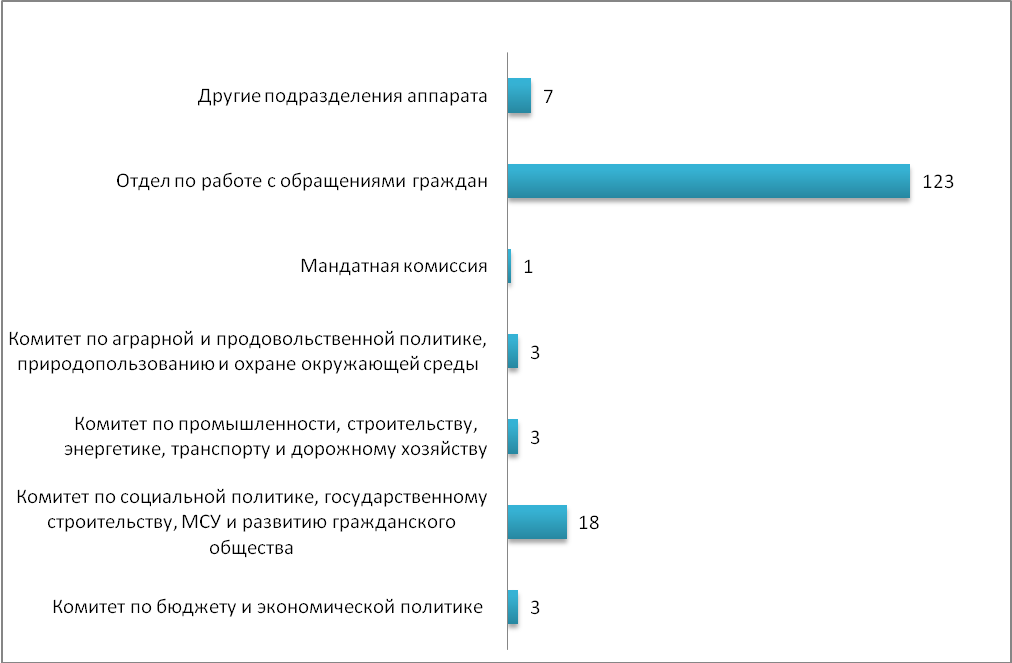 Другие подразделения аппарата 7
Отдел по работе с обращениями граждан 123
Мандатная комиссия 1
Комитет по аграрной и продовольственной политике,
природопользованию и охране окружающей среды 3
Комитет по промышленности, строительству,
энергетике, транспорту и дорожному хозяйству 3
Комитет по социальной политике, государственному
строительству, МСУ и развитию гражданского 18
общества
Комитет по бюджету и экономической политике 3